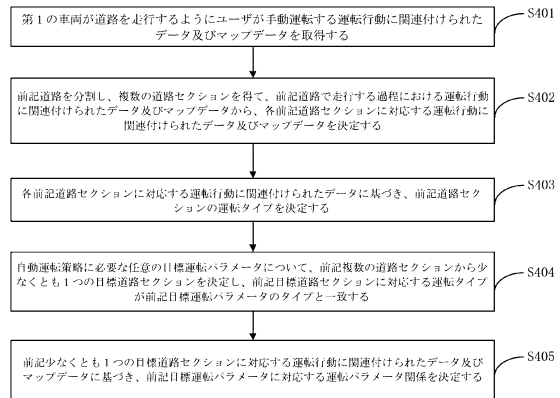 第1の車両が道路を走行するようにユーザが手動運転する運転行動に関連付けられた
データ及びマップデータを取得する
S401
前記道路を分割し、複数の道路セクションを得て、前記道路で走行する過程における運転行動
に関連付けられたデータ及びマップデータから、各前記道路セクションに対応する運転行動に
関連付けられたデータ及びマップデータを決定する
S402
各前記道路セクションに対応する運転行動に関連付けられたデータに基づき、前記道路セク
ションの運転タイプを決定する
S403
自動運転策略に必要な任意の目標運転パラメータについて、前記複数の道路セクションから少
なくとも1つの目標道路セクションを決定し、前記目標道路セクションに対応する運転タイプ
が前記目標運転パラメータのタイプと一致する
S404
前記少なくとも1つの目標道路セクションに対応する運転行動に関連付けられたデータ及び
マップデータに基づき、前記目標運転パラメータに対応する運転パラメータ関係を決定する
S405